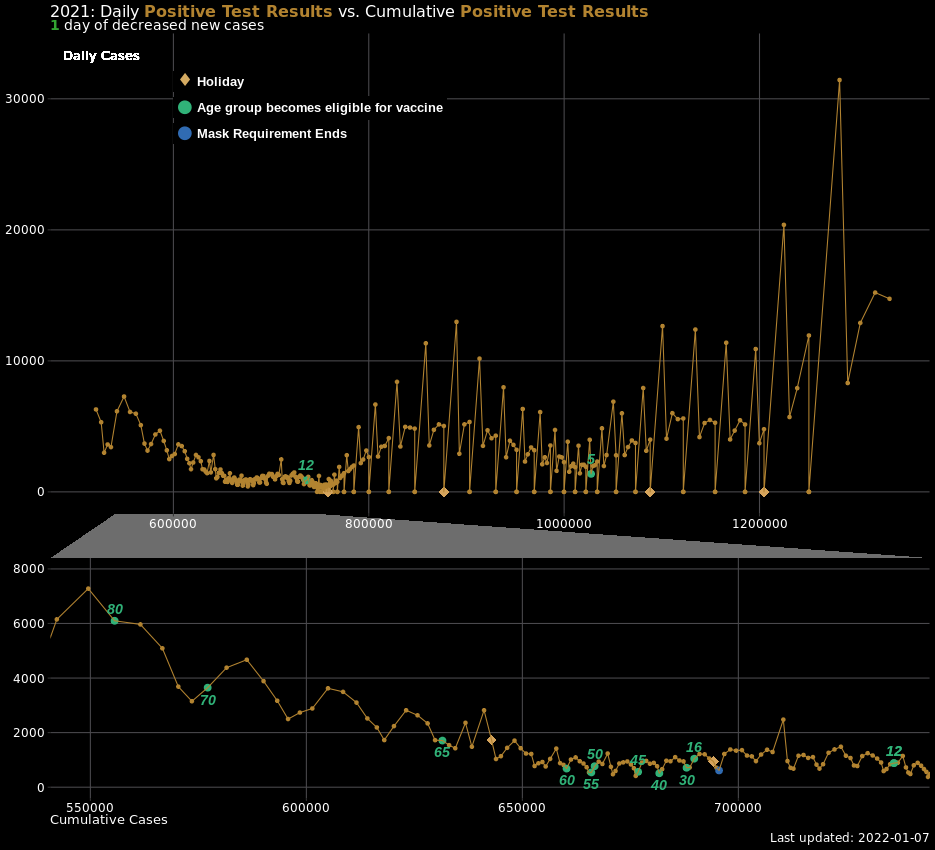 2021: Daily Positive Test Results vs. Cumulative Positive Test Results
1 day of decreased new cases
Daily Cases
Holiday
Age group becomes eligible for vaccine
Mask Requirement Ends
30000
20000
10000
0
12
5
600000 800000 1000000 1200000
8000
6000
4000
2000
0
80
70
65
60
50
55
45
40
16
30
12
550000 600000 650000 700000
Cumulative Cases
Last updated: 2022-01-07